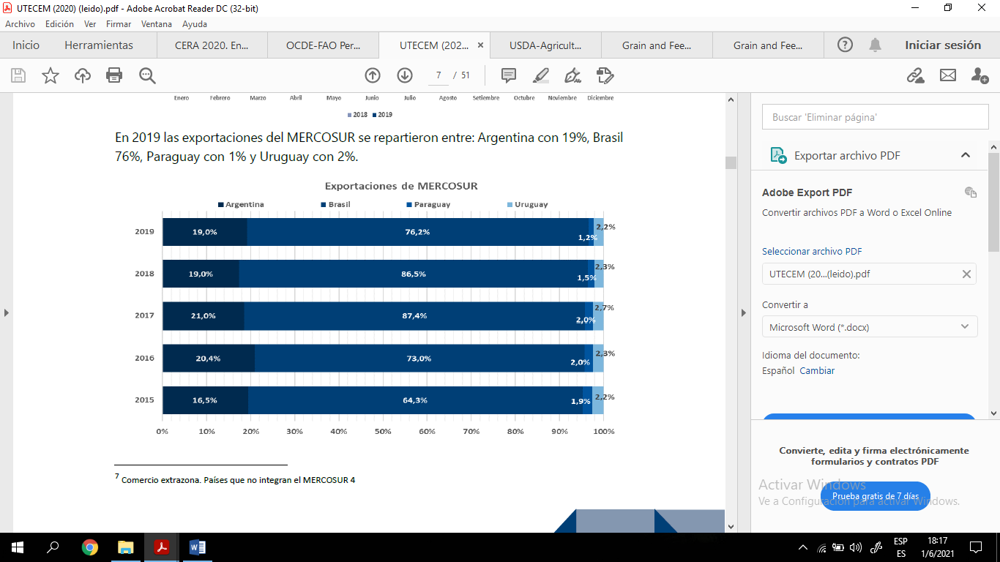 UTECEM (2020) (leido).pdf - Adobe Acrobat Reader DC (32-bit)
Archivo Edición Ver Firmar Ventana Ayuda
Inicio Herramientas CERA 2020. En... OCDE-FAO Per... UTECEM (202... × USDA-Agricult... Grain and Fee... Grain and Fee... Iniciar sesión
7 / 51
Enero Febrero Marzo Abril Mayo Junio Julio Agosto Setiembre Octubre Noviembre Diciembre
2018 2019
En 2019 las exportaciones del MERCOSUR se repartieron entre: Argentina con 19%, Brasil
76%, Paraguay con 1% y Uruguay con 2%.
Exportaciones de MERCOSUR
Argentina Brasil Paraguay Uruguay
2019 19,0% 76,2% 1,2% 2,2%
2018 19,0% 86,5% 1,5% 2,3%
2017 21,0% 87,4% 2,0% 2,7%
2016 20,4% 73,0% 2,0% 2,3%
2015 16,5% 64,3% 1,9% 2,2%
0% 10% 20% 30% 40% 50% 60% 70% 80% 90% 100%
7 Comercio extrazona. Países que no integran el MERCOSUR 4
Buscar 'Eliminar página'
Exportar archivo PDF
Adobe Export PDF
Convertir archivos PDF a Word o Excel Online
Seleccionar archivo PDF
UTECEM (20...(leido).pdf
Convertir a
Microsoft Word (*.docx)
Idioma del documento:
Español Cambiar
Convierte, edita y firma electrónicamente
formularios y contratos PDF
Activar Windows
Prueba gratis de 7 días
Ve a Configuración para activar Windows.
ESP 18:17
ES 1/6/2021